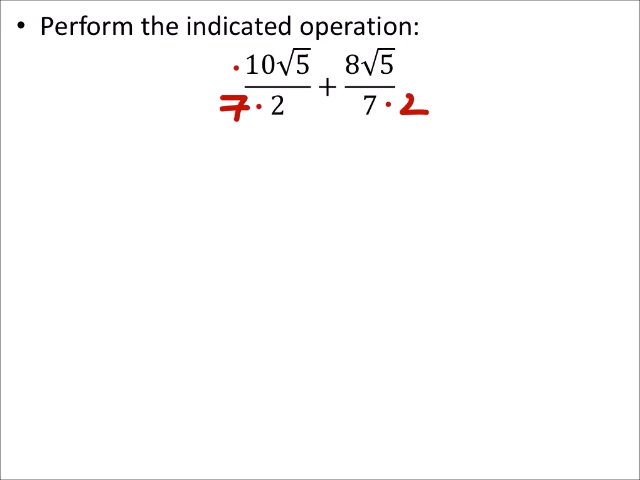 • Perform the indicated operation:
· 10√5 / 7 · 2 + 8√5 / 7 · 2